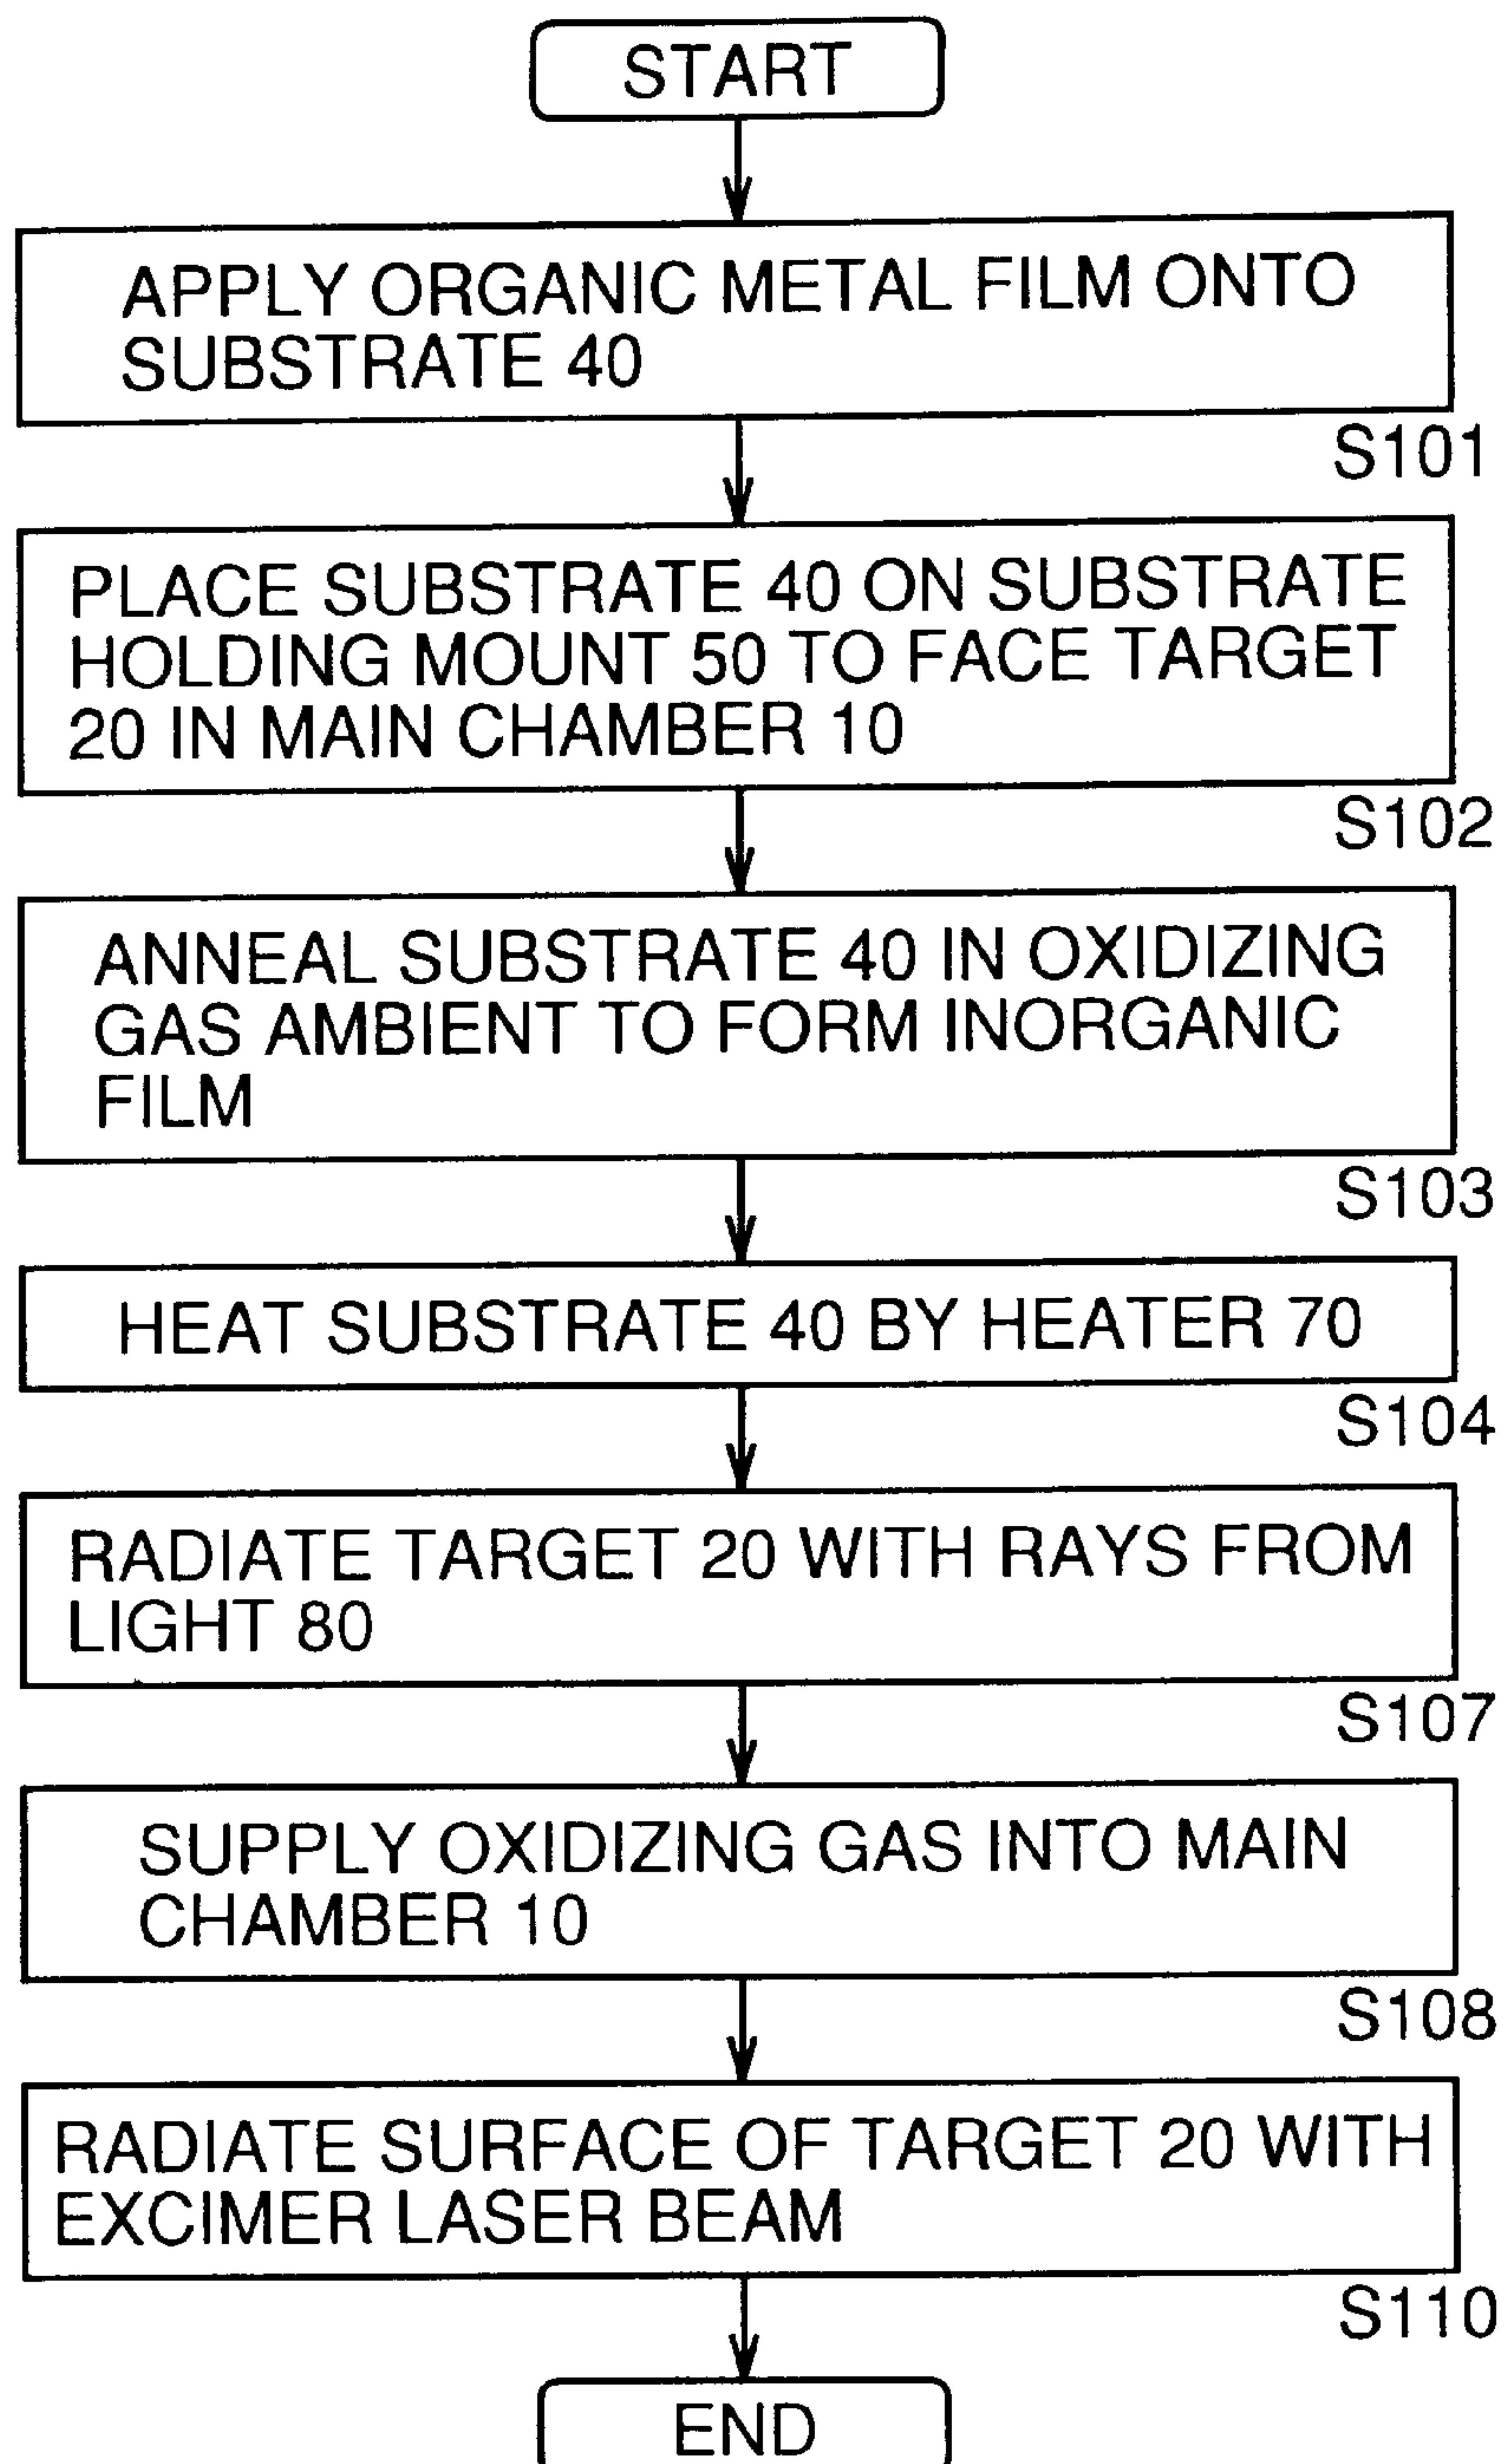 START
APPLY ORGANIC METAL FILM ONTO
SUBSTRATE 40
S101
PLACE SUBSTRATE 40 ON SUBSTRATE
HOLDING MOUNT 50 TO FACE TARGET
20 IN MAIN CHAMBER 10
S102
ANNEAL SUBSTRATE 40 IN OXIDIZING
GAS AMBIENT TO FORM INORGANIC
FILM
S103
HEAT SUBSTRATE 40 BY HEATER 70
S104
RADIATE TARGET 20 WITH RAYS FROM
LIGHT 80
S107
SUPPLY OXIDIZING GAS INTO MAIN
CHAMBER 10
S108
RADIATE SURFACE OF TARGET 20 WITH
EXCIMER LASER BEAM
S110
END